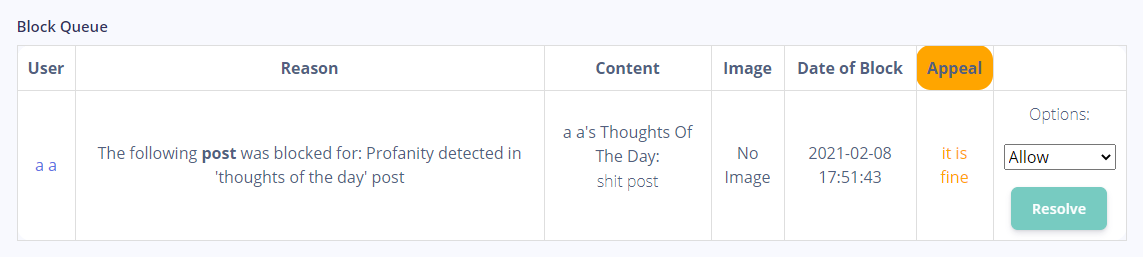 Block Queue
User Reason Content Image Date of Block Appeal
Options:
a a's Thoughts Of
The following post was blocked for: Profanity detected in No 2021-02-08 it is Allow
a a The Day:
'thoughts of the day' post Image 17:51:43 fine
shit post
Resolve